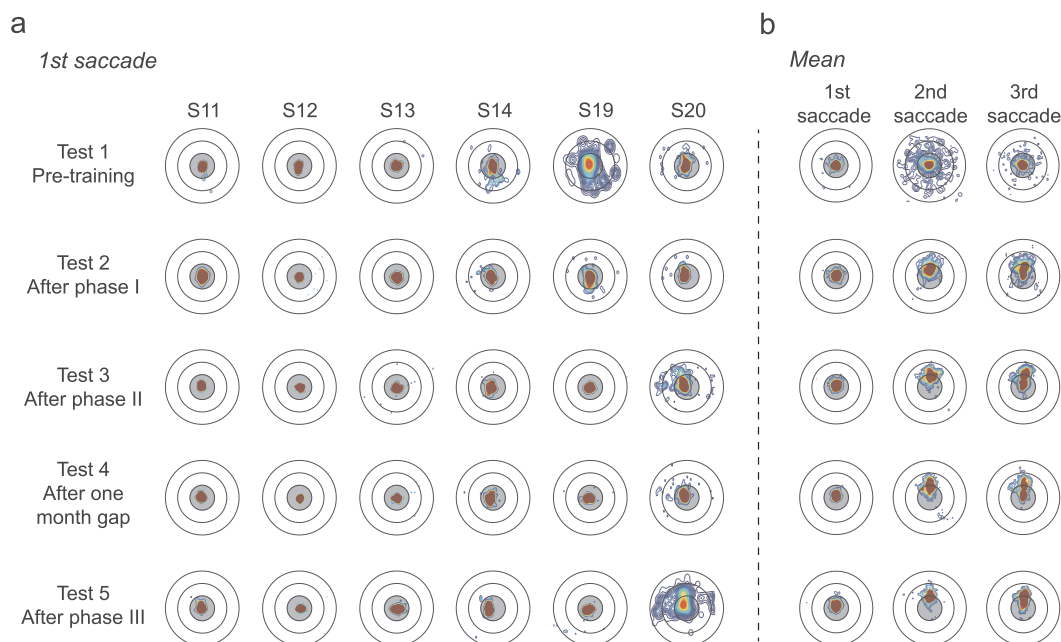 a
1st saccade
S11 S12 S13 S14 S19 S20
Test 1
Pre-training
Test 2
After phase I
Test 3
After phase II
Test 4
After one
month gap
Test 5
After phase III
b
Mean
1st
saccade
2nd
saccade
3rd
saccade